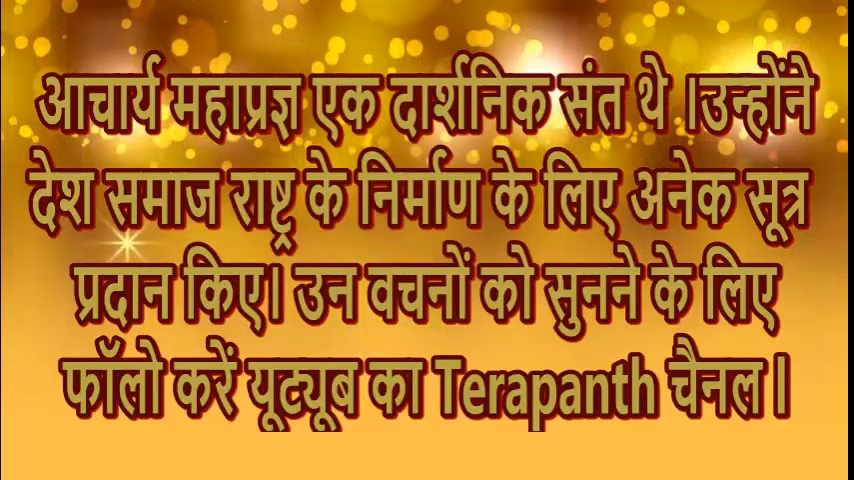 आचार्य महाप्रज्ञ एक दार्शनिक संत थे ।उन्होंने
देश समाज राष्ट्र के निर्माण के लिए अनेक सूत्र
प्रदान किए। उन वचनों को सुनने के लिए
फॉलो करें यूट्यूब का Terapanth चैनल l